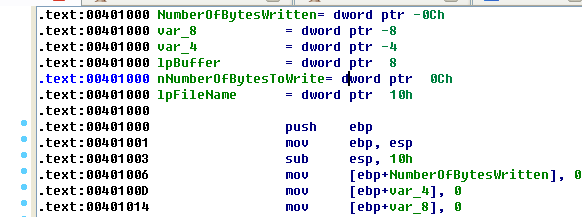 .text:00401000 NumberOfBytesWritten= dword ptr -0Ch
.text:00401000 var_8 = dword ptr -8
.text:00401000 var_4 = dword ptr -4
.text:00401000 lpBuffer = dword ptr 8
.text:00401000 nNumberOfBytesToWrite= dword ptr 0Ch
.text:00401000 lpFileName = dword ptr 10h
.text:00401000
.text:00401000 push ebp
.text:00401001 mov ebp, esp
.text:00401003 sub esp, 10h
.text:00401006 mov [ebp+NumberOfBytesWritten], 0
.text:0040100D mov [ebp+var_4], 0
.text:00401014 mov [ebp+var_8], 0